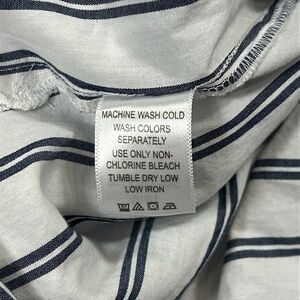 MACHINE WASH COLD
WASH COLORS
SEPARATELY
USE ONLY NON-
CHLORINE BLEACH
TUMBLE DRY LOW
LOW IRON